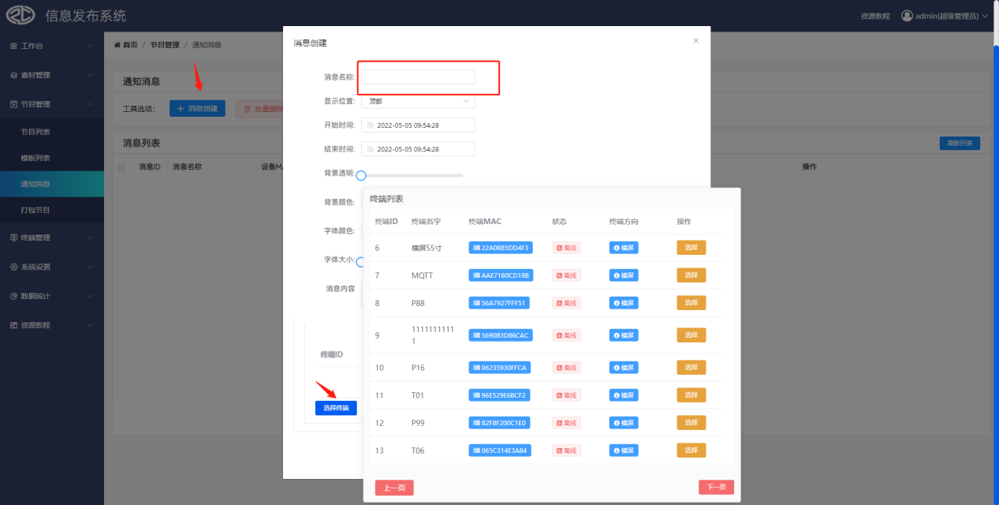 信息发布系统
资源教程
admin(超级管理员)
工作台
素材管理
节目管理
节目列表
模板列表
通知消息
打包节目
终端管理
系统设置
数据统计
资源教程
首页 / 节目管理 / 通知消息
通知消息
工具选项:
+ 消息创建
批量删除
消息列表
刷新列表
消息ID 消息名称 设备MA 操作
消息创建
消息名称:
显示位置: 顶部
开始时间: 2022-05-05 09:54:28
结束时间: 2022-05-05 09:54:28
背景透明:
背景颜色:
字体颜色:
字体大小:
消息内容
终端ID
选择终端
终端列表
终端ID 终端名字 终端MAC 状态 终端方向 操作
6 横屏55寸 22A08B5DD4F3 离线 横屏 选择
7 MQTT AAE71B0CD18B 离线 横屏 选择
8 P88 56A7927FFF51 离线 横屏 选择
9 11111111111 569083D86CAC 离线 横屏 选择
10 P16 06235930FFCA 离线 横屏 选择
11 T01 96E529E6BCF2 离线 横屏 选择
12 P99 B2F8F200C1E0 离线 横屏 选择
13 T06 065C314E3A84 离线 横屏 选择
上一页
下一页